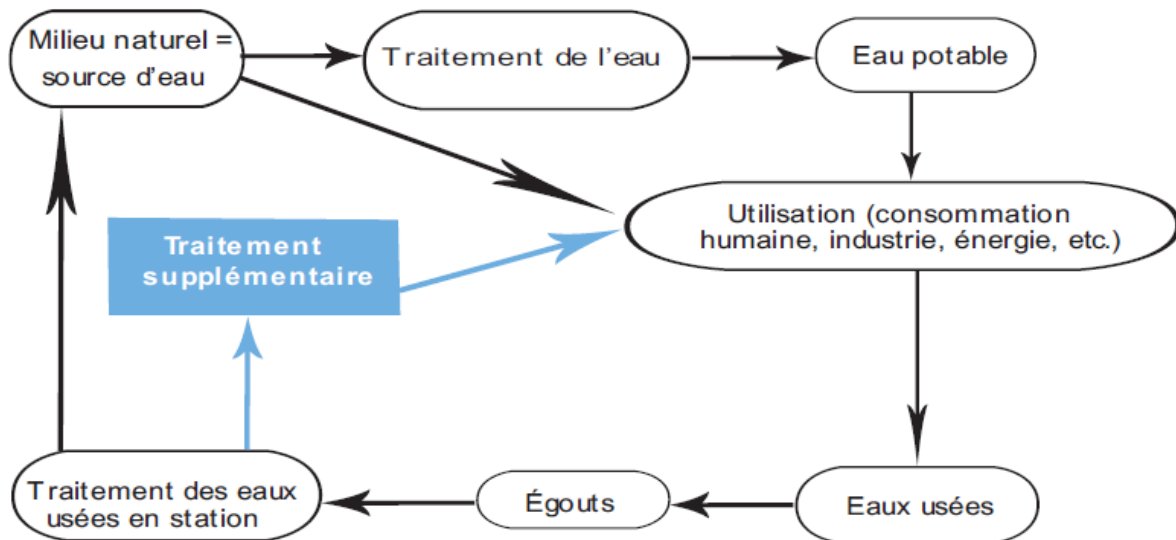 Milieu naturel =
source d'eau
Traitement de l'eau
Eau potable
Utilisation (consommation
humaine, industrie, énergie, etc.)
Traitement
supplémentaire
Traitement des eaux
usées en station
Égouts
Eaux usées